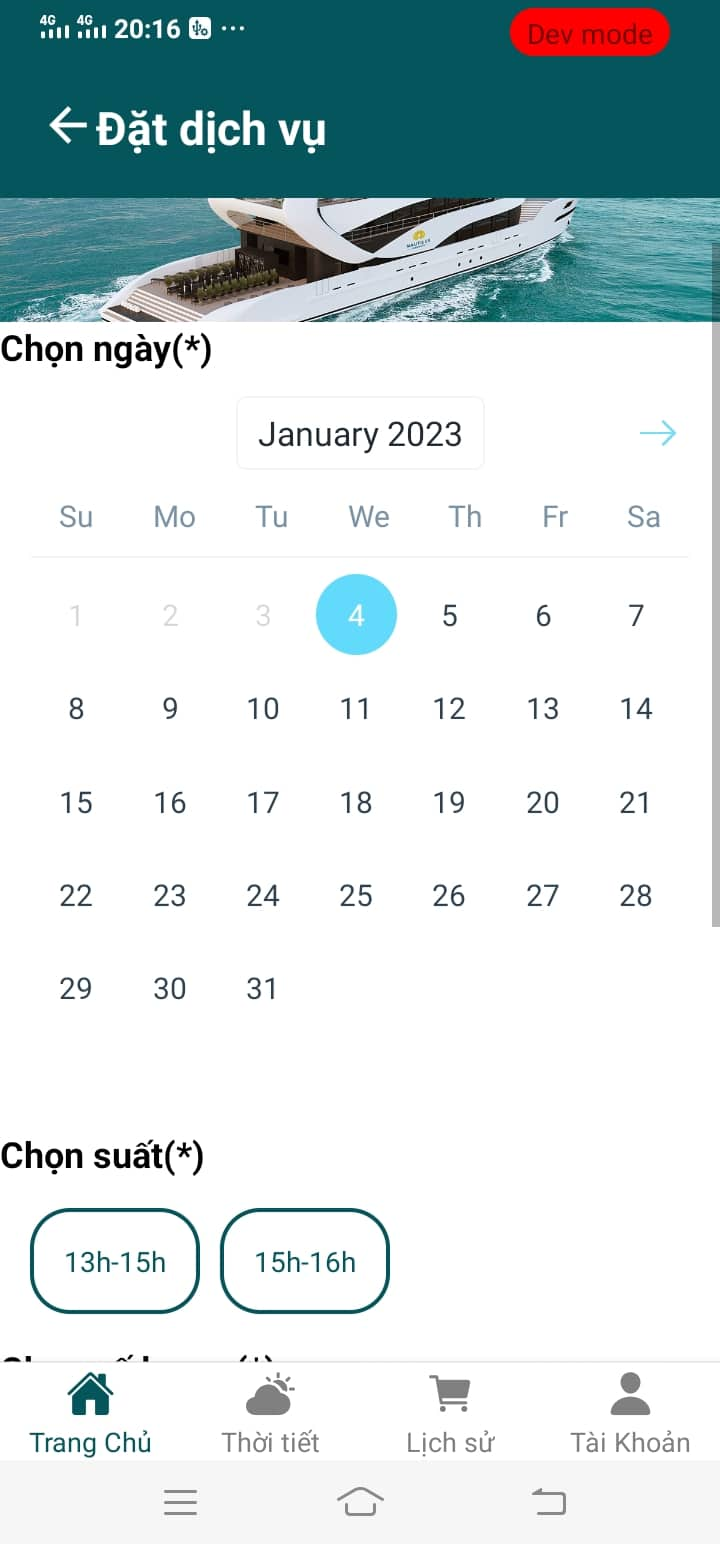 4G 4G 20:16 ...
Dev mode
Đặt dịch vụ
NAUTILUS
Chọn ngày(*)
January 2023
Su Mo Tu We Th Fr Sa
1 2 3 4 5 6 7
8 9 10 11 12 13 14
15 16 17 18 19 20 21
22 23 24 25 26 27 28
29 30 31
Chọn suất(*)
13h-15h 15h-16h
Trang Chủ Thời tiết Lịch sử Tài Khoản